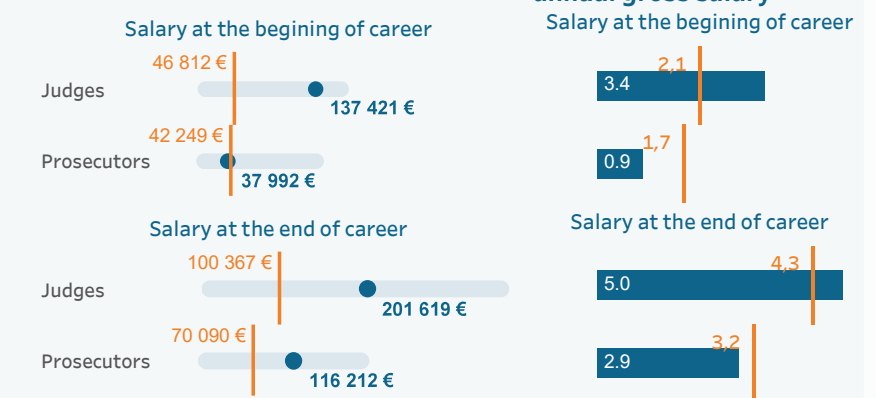 annual gross salary
Salary at the begining of career
Salary at the begining of career
46 812 €
2,1
Judges
3.4
137 421 €
42 249 €
1,7
Prosecutors
0.9
37 992 €
Salary at the end of career
Salary at the end of career
100 367 €
4,3
Judges
5.0
201 619 €
70 090 €
3,2
Prosecutors
2.9
116 212 €